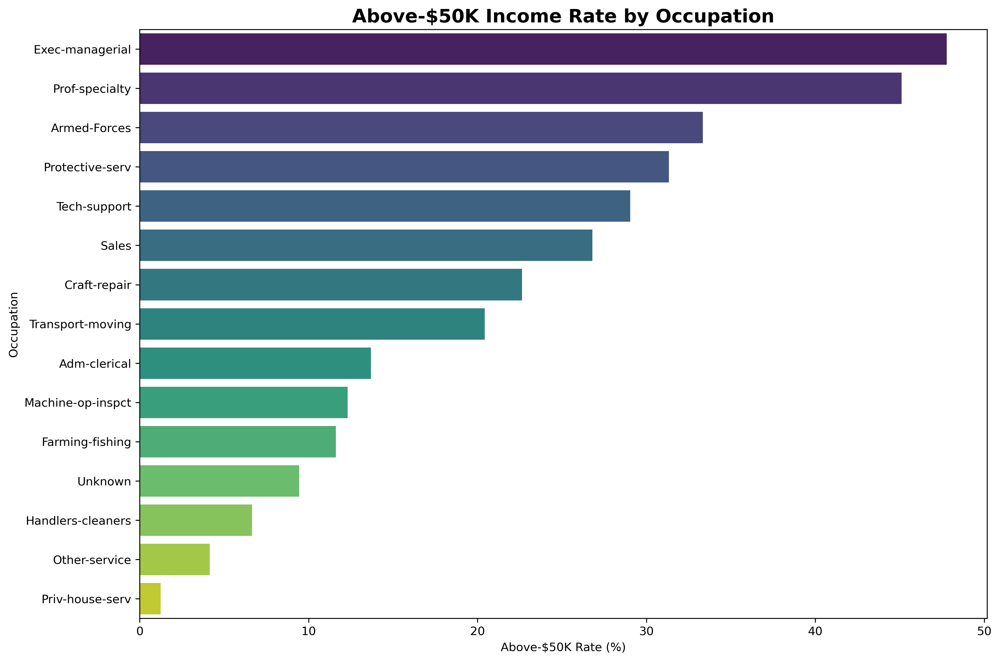 Above-$50K Income Rate by Occupation
Occupation
Exec-managerial
Prof-specialty
Armed-Forces
Protective-serv
Tech-support
Sales
Craft-repair
Transport-moving
Adm-clerical
Machine-op-inspct
Farming-fishing
Unknown
Handlers-cleaners
Other-service
Priv-house-serv
0 10 20 30 40 50
Above-$50K Rate (%)